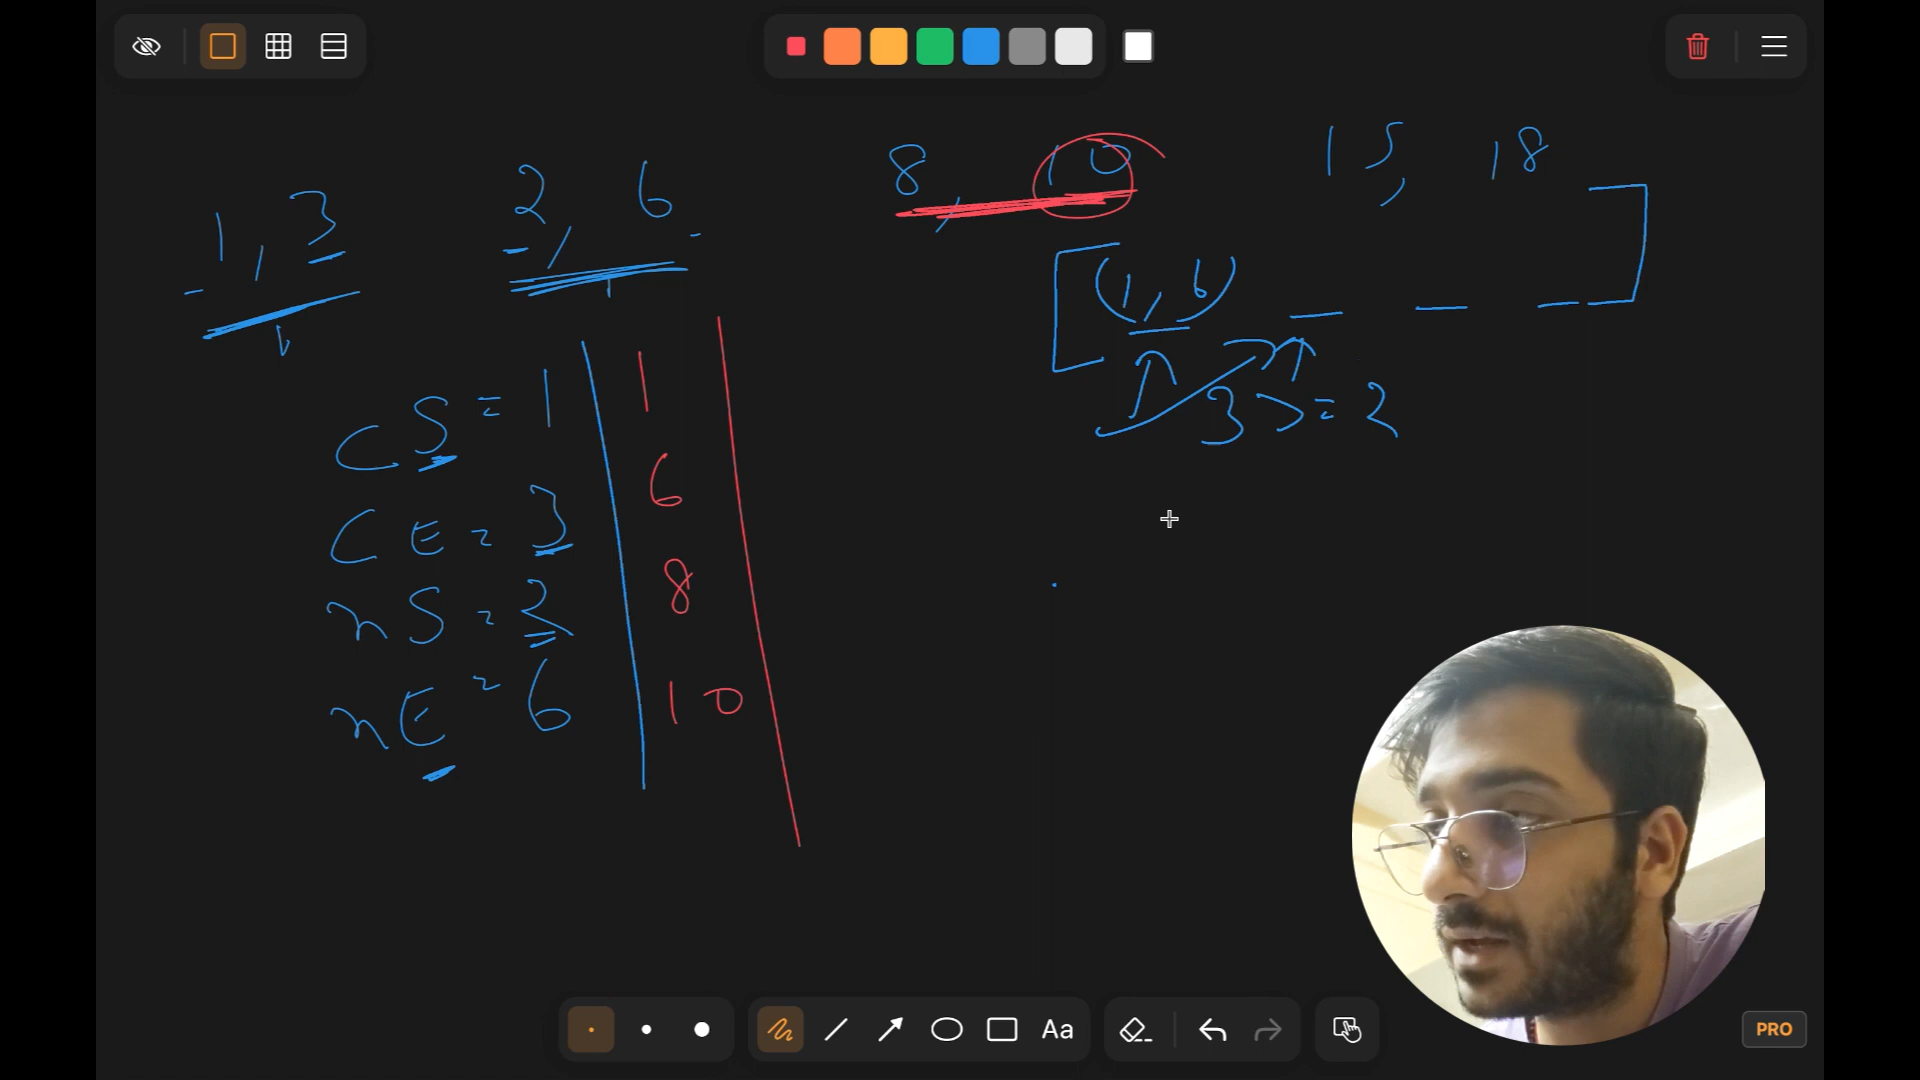 1, 3 2, 6 8, 10 15, 18
[(1, 6) _ _ _]
3 >= 2
CS = 1 1
CE = 3 6
nS = 2 8
nE = 6 10
Aa
PRO